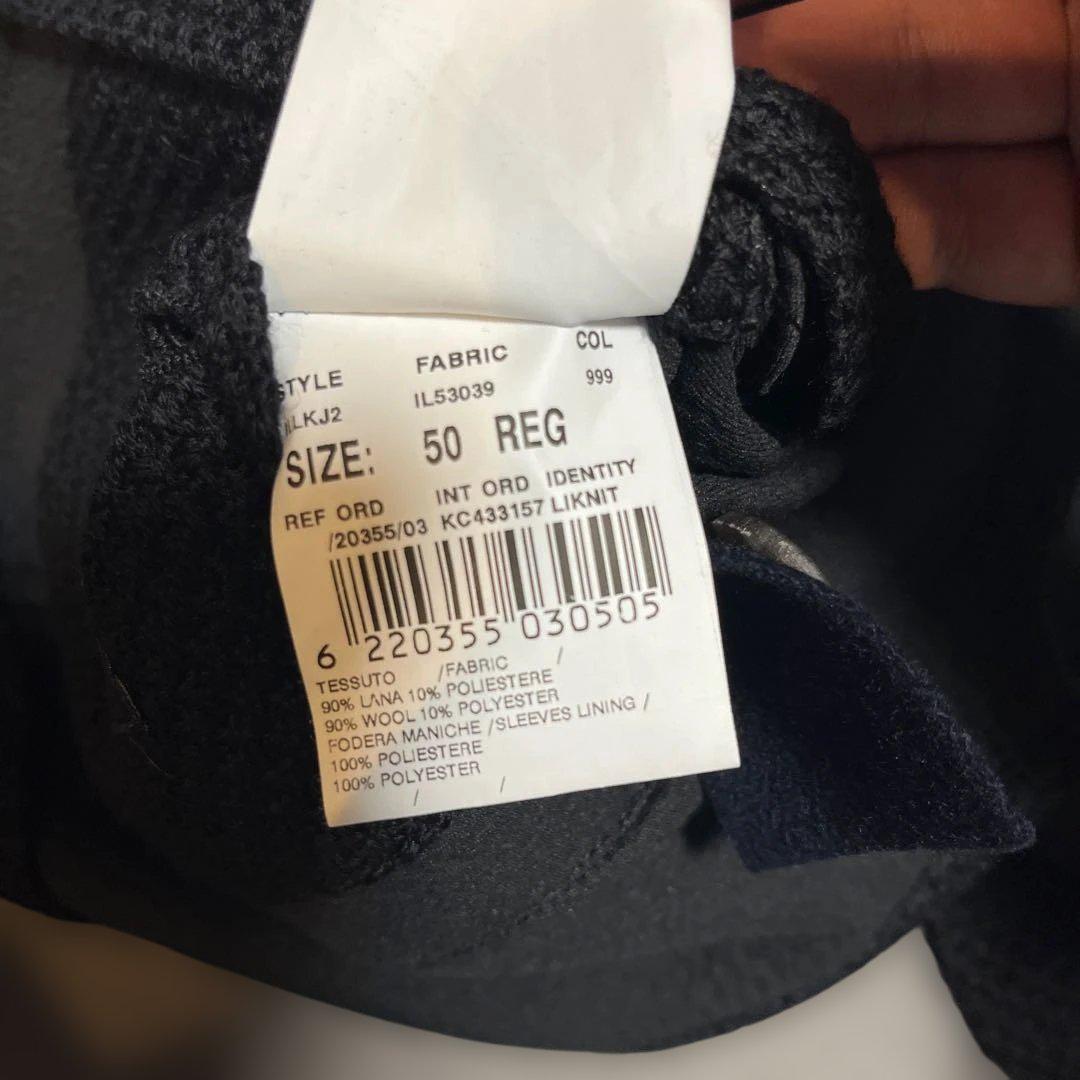 STYLE FABRIC COL
LKJ2 IL53039 999
SIZE: 50 REG
REF ORD INT ORD IDENTITY
/20355/03 KC433157 LIKNIT
6 220355 030505
TESSUTO /FABRIC /
90% LANA 10% POLIESTERE
90% WOOL 10% POLYESTER
FODERA MANICHE /SLEEVES LINING /
100% POLIESTERE
100% POLYESTER
/ /